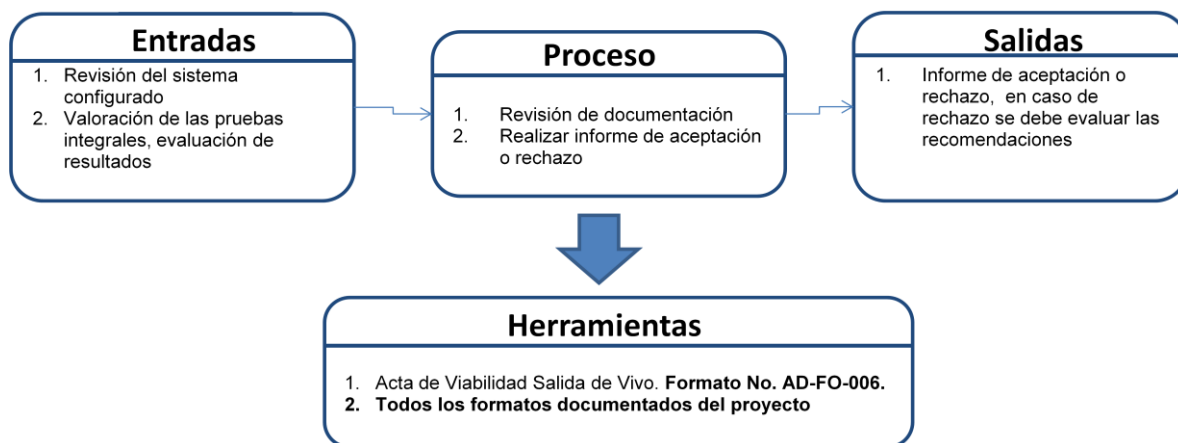 Entradas
1. Revisión del sistema
configurado
2. Valoración de las pruebas
integrales, evaluación de
resultados
Proceso
1. Revisión de documentación
2. Realizar informe de aceptación
o rechazo
Salidas
1. Informe de aceptación o
rechazo, en caso de
rechazo se debe evaluar las
recomendaciones
Herramientas
1. Acta de Viabilidad Salida de Vivo. Formato No. AD-FO-006.
2. Todos los formatos documentados del proyecto